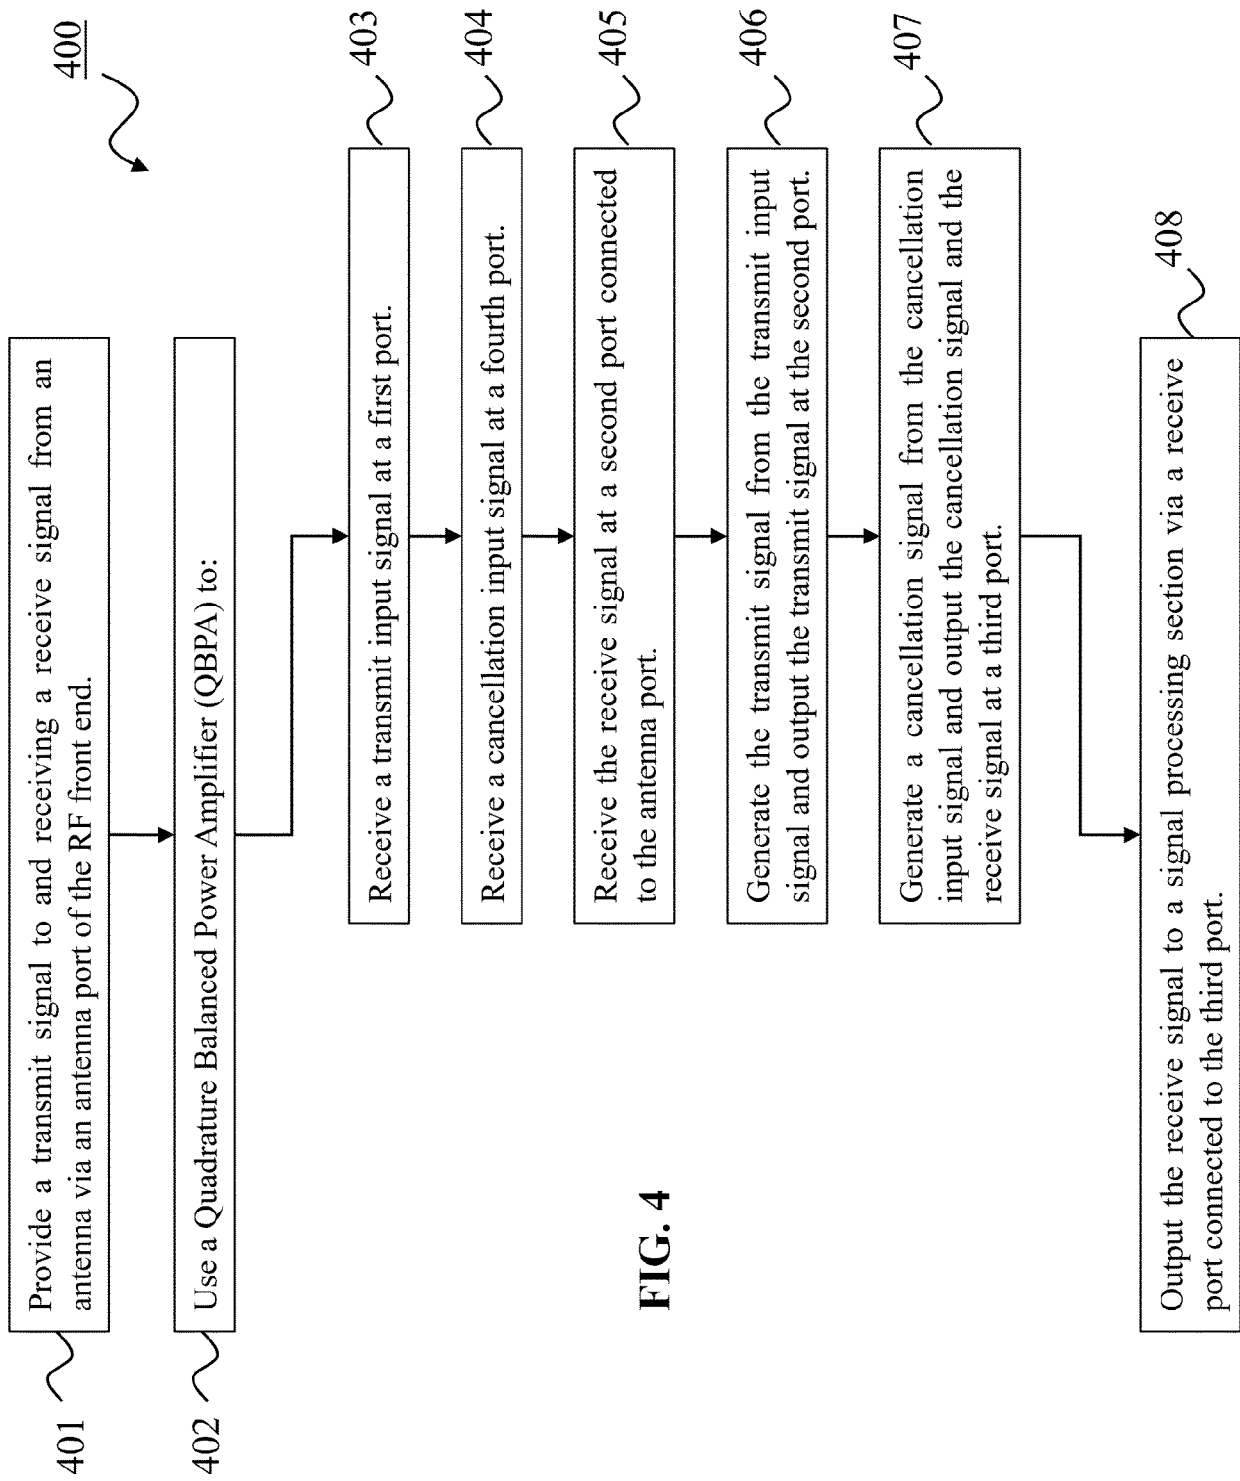 400
401
Provide a transmit signal to and receiving a receive signal from an
antenna via an antenna port of the RF front end.
402
Use a Quadrature Balanced Power Amplifier (QBPA) to:
Receive a transmit input signal at a first port.
403
Receive a cancellation input signal at a fourth port.
404
Receive the receive signal at a second port connected
to the antenna port.
405
Generate the transmit signal from the transmit input
signal and output the transmit signal at the second port.
406
Generate a cancellation signal from the cancellation
input signal and output the cancellation signal and the
receive signal at a third port.
407
Output the receive signal to a signal processing section via a receive
port connected to the third port.
408
FIG. 4